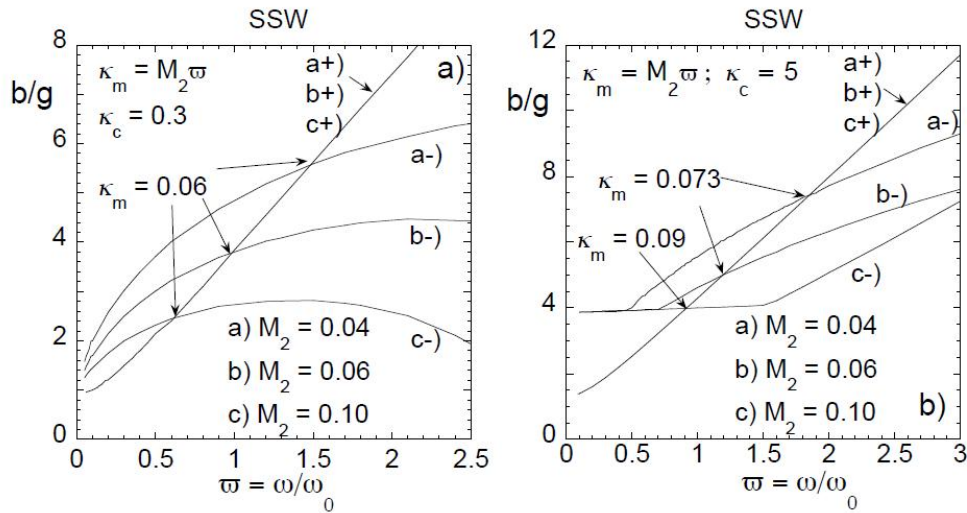 SSW
8
6
4
2
0
b/g
κm = M2ϖ
κc = 0.3
κm = 0.06
a+)
b+)
c+)
a)
a-)
b-)
c-)
a) M2 = 0.04
b) M2 = 0.06
c) M2 = 0.10
0 0.5 1 1.5 2 2.5
ϖ = ω/ω0
SSW
12
8
4
0
b/g
κm = M2ϖ ; κc = 5
κm = 0.073
κm = 0.09
a+)
b+)
c+)
a-)
b-)
c-)
a) M2 = 0.04
b) M2 = 0.06
c) M2 = 0.10
b)
0 0.5 1 1.5 2 2.5 3
ϖ = ω/ω0